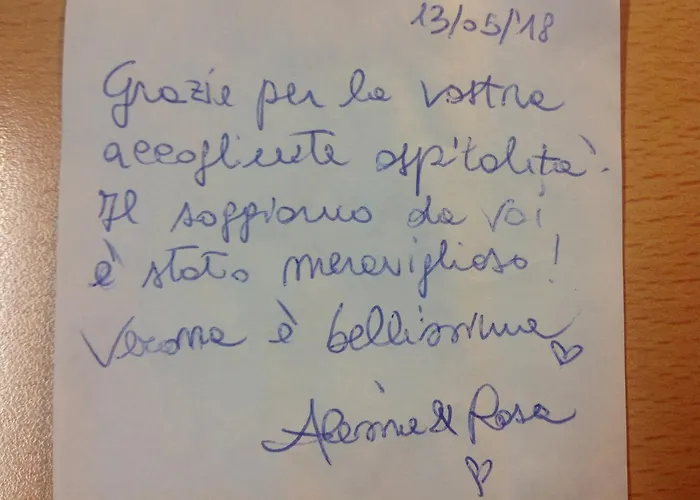 13/05/'18
Grazie per la vostra
accogliente ospitalità.
Il soggiorno da voi
è stato meraviglioso!
Verona è bellissima
& Rosa